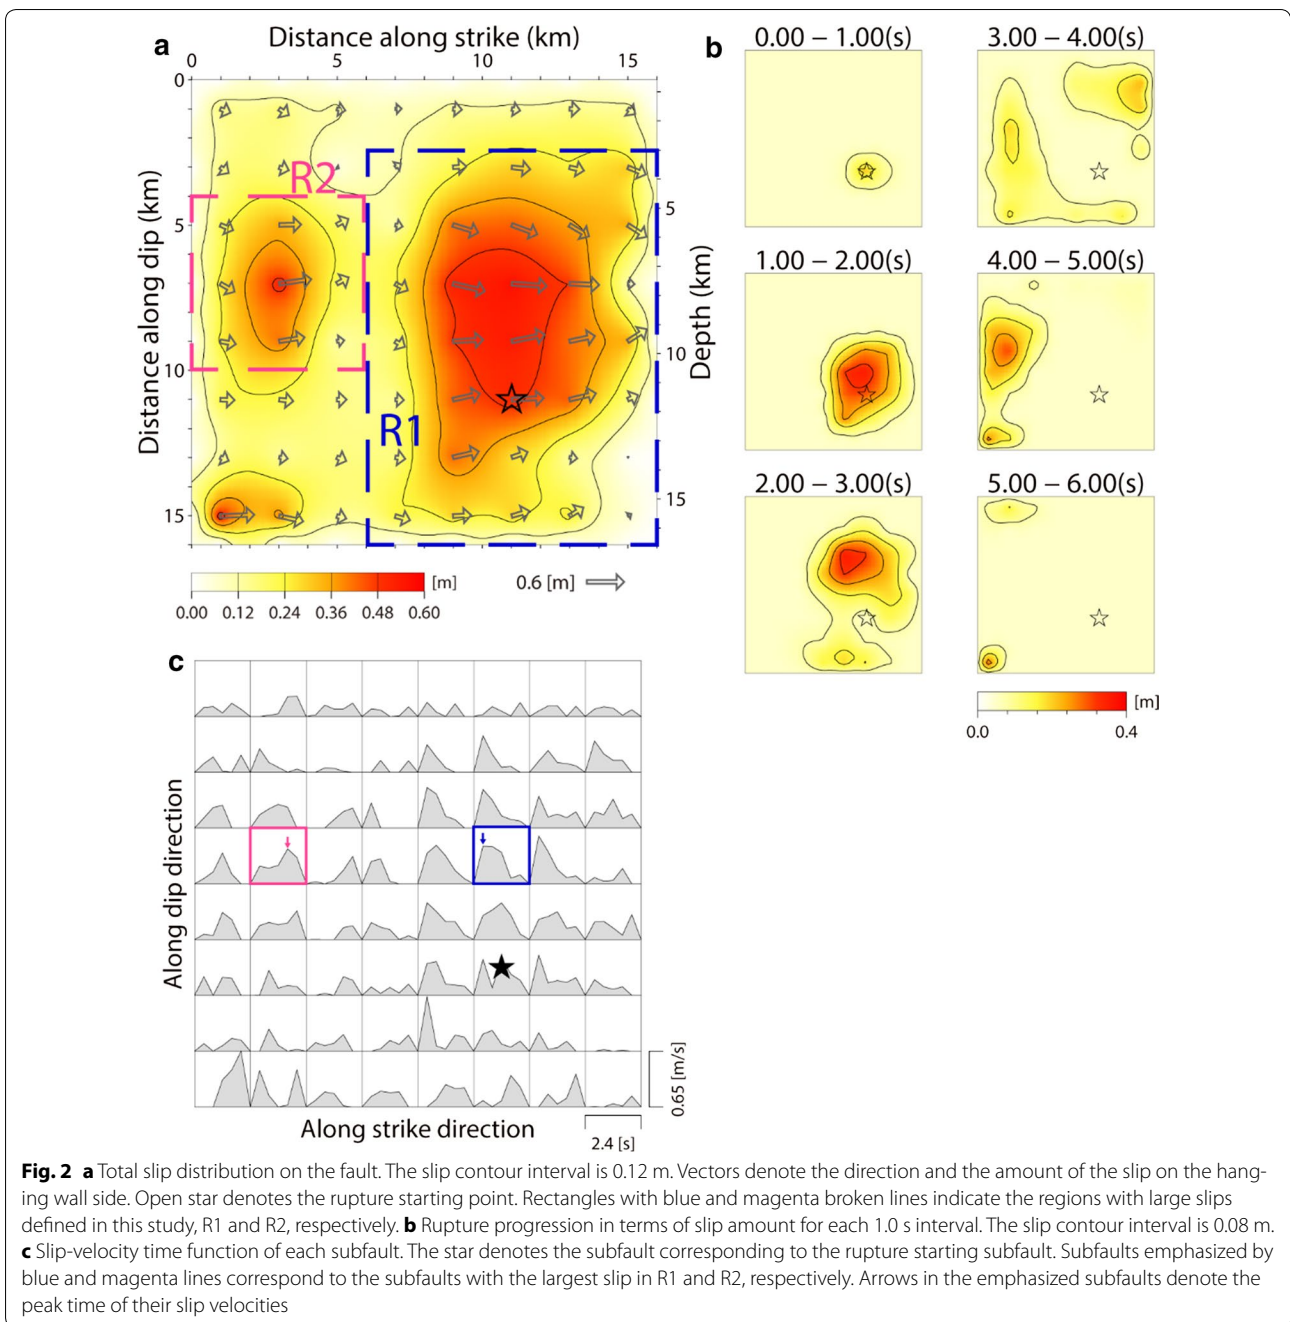 a
Distance along strike (km)
0 5 10 15
0
5
10
15
Distance along dip (km)
R2
R1
5
10
15
Depth (km)
[m]
0.00 0.12 0.24 0.36 0.48 0.60
0.6 [m]
b
0.00 – 1.00(s)
3.00 – 4.00(s)
1.00 – 2.00(s)
4.00 – 5.00(s)
2.00 – 3.00(s)
5.00 – 6.00(s)
[m]
0.0 0.4
c
Along dip direction
Along strike direction
0.65 [m/s]
2.4 [s]
Fig. 2 a Total slip distribution on the fault. The slip contour interval is 0.12 m. Vectors denote the direction and the amount of the slip on the hang-
ing wall side. Open star denotes the rupture starting point. Rectangles with blue and magenta broken lines indicate the regions with large slips
defined in this study, R1 and R2, respectively. b Rupture progression in terms of slip amount for each 1.0 s interval. The slip contour interval is 0.08 m.
c Slip-velocity time function of each subfault. The star denotes the subfault corresponding to the rupture starting subfault. Subfaults emphasized by
blue and magenta lines correspond to the subfaults with the largest slip in R1 and R2, respectively. Arrows in the emphasized subfaults denote the
peak time of their slip velocities